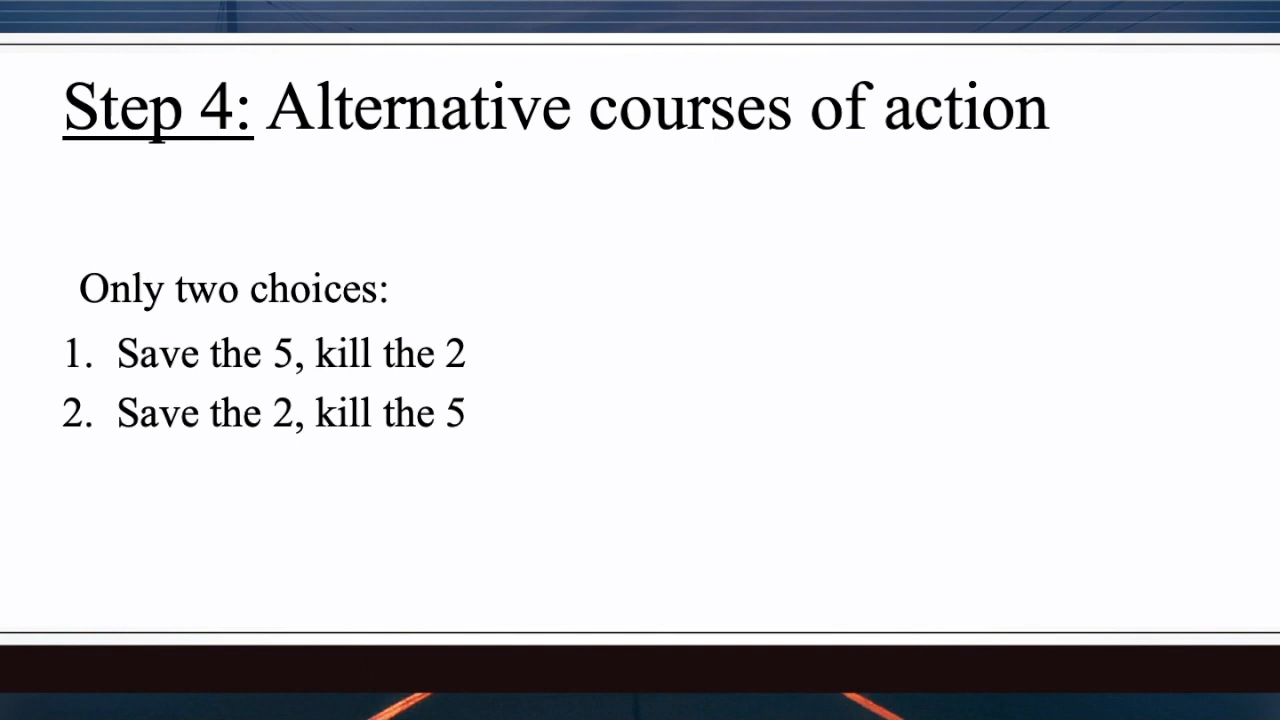 Step 4: Alternative courses of action
Only two choices:
1. Save the 5, kill the 2
2. Save the 2, kill the 5